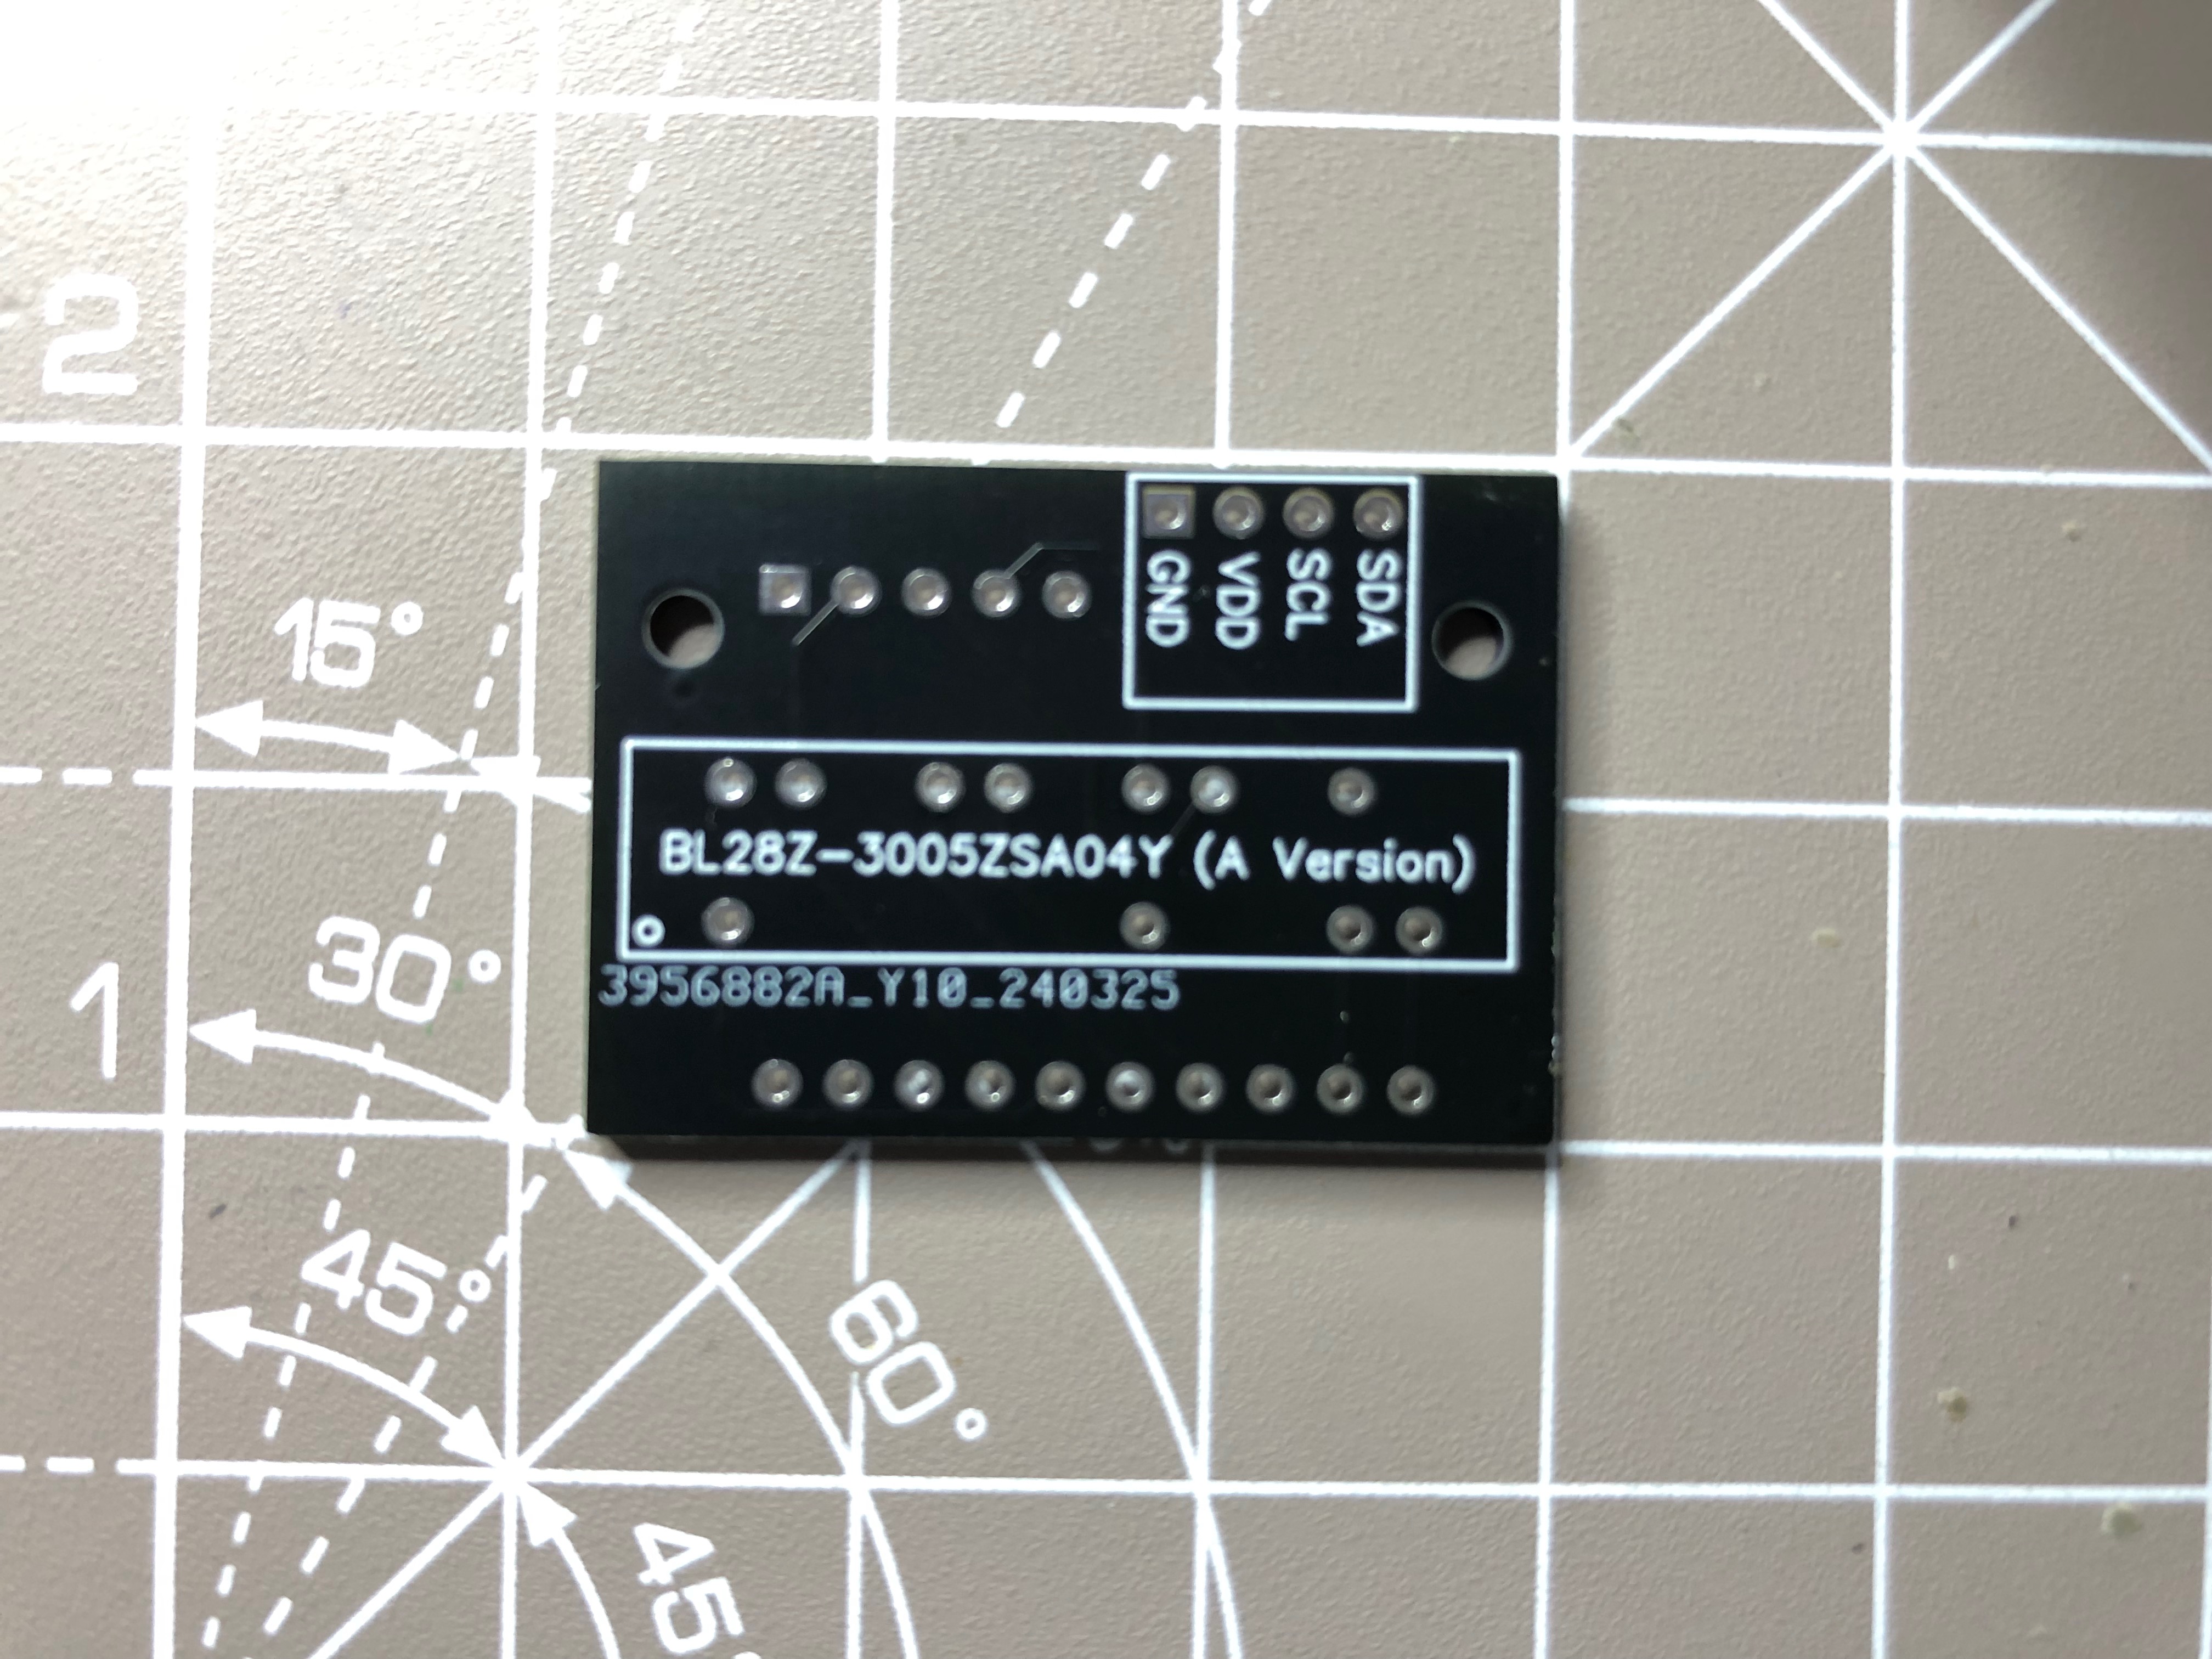 2
GND
VDD
SCL
SDA
15°
BL28Z-3005ZSA04Y (A Version)
30°
1
3956882A_Y10_240325
45°
60°
45°